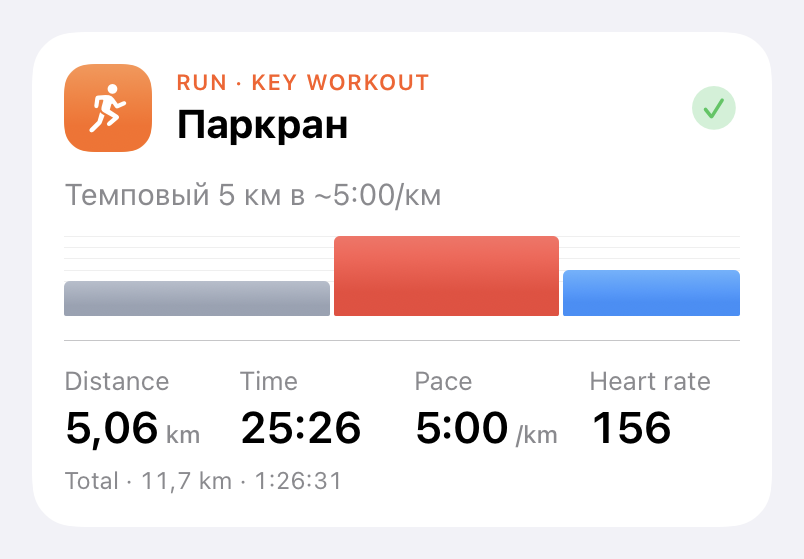 RUN · KEY WORKOUT
Паркран
Темповый 5 км в ~5:00/км
Distance Time Pace Heart rate
5,06 km 25:26 5:00 /km 156
Total · 11,7 km · 1:26:31